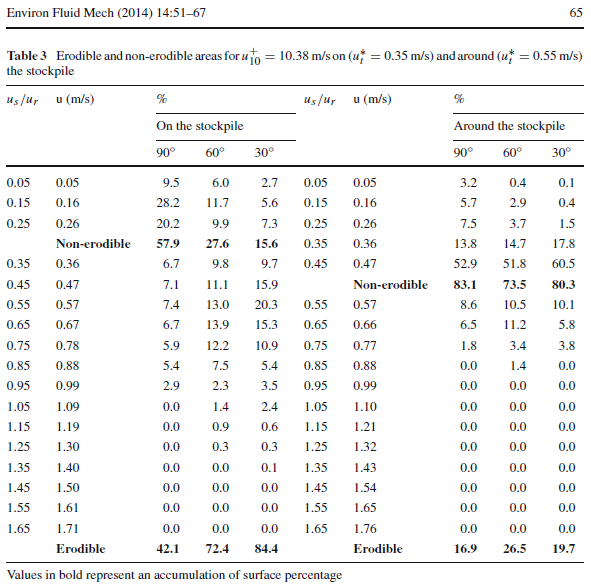 Environ Fluid Mech (2014) 14:51–67 65
Table 3 Erodible and non-erodible areas for u₁₀⁺ = 10.38 m/s on (uₜ* = 0.35 m/s) and around (uₜ* = 0.55 m/s)
the stockpile
uₛ/uᵣ u (m/s) % uₛ/uᵣ u (m/s) %
On the stockpile Around the stockpile
90° 60° 30° 90° 60° 30°
0.05 0.05 9.5 6.0 2.7 0.05 0.05 3.2 0.4 0.1
0.15 0.16 28.2 11.7 5.6 0.15 0.16 5.7 2.9 0.4
0.25 0.26 20.2 9.9 7.3 0.25 0.26 7.5 3.7 1.5
Non-erodible 57.9 27.6 15.6 0.35 0.36 13.8 14.7 17.8
0.35 0.36 6.7 9.8 9.7 0.45 0.47 52.9 51.8 60.5
0.45 0.47 7.1 11.1 15.9 Non-erodible 83.1 73.5 80.3
0.55 0.57 7.4 13.0 20.3 0.55 0.57 8.6 10.5 10.1
0.65 0.67 6.7 13.9 15.3 0.65 0.66 6.5 11.2 5.8
0.75 0.78 5.9 12.2 10.9 0.75 0.77 1.8 3.4 3.8
0.85 0.88 5.4 7.5 5.4 0.85 0.88 0.0 1.4 0.0
0.95 0.99 2.9 2.3 3.5 0.95 0.99 0.0 0.0 0.0
1.05 1.09 0.0 1.4 2.4 1.05 1.10 0.0 0.0 0.0
1.15 1.19 0.0 0.9 0.6 1.15 1.21 0.0 0.0 0.0
1.25 1.30 0.0 0.3 0.3 1.25 1.32 0.0 0.0 0.0
1.35 1.40 0.0 0.0 0.1 1.35 1.43 0.0 0.0 0.0
1.45 1.50 0.0 0.0 0.0 1.45 1.54 0.0 0.0 0.0
1.55 1.61 0.0 0.0 0.0 1.55 1.65 0.0 0.0 0.0
1.65 1.71 0.0 0.0 0.0 1.65 1.76 0.0 0.0 0.0
Erodible 42.1 72.4 84.4 Erodible 16.9 26.5 19.7
Values in bold represent an accumulation of surface percentage